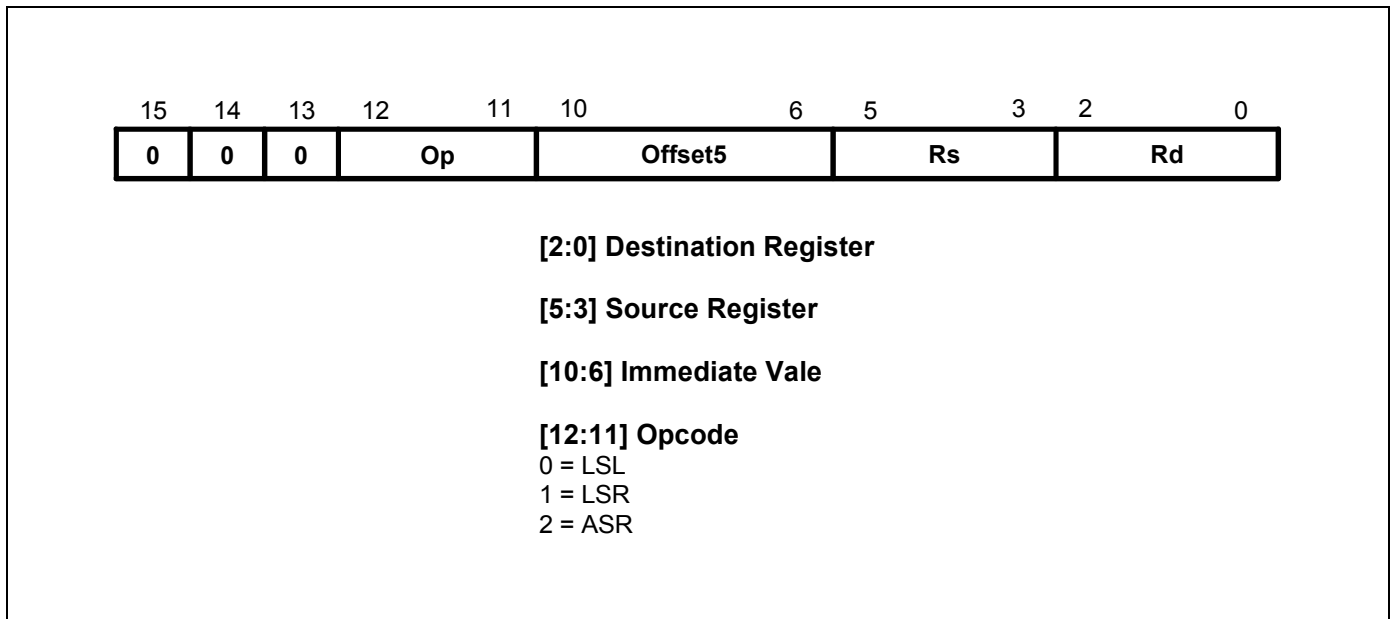 15 14 13 12 11 10 6 5 3 2 0
0 0 0 Op Offset5 Rs Rd
[2:0] Destination Register
[5:3] Source Register
[10:6] Immediate Vale
[12:11] Opcode
0 = LSL
1 = LSR
2 = ASR